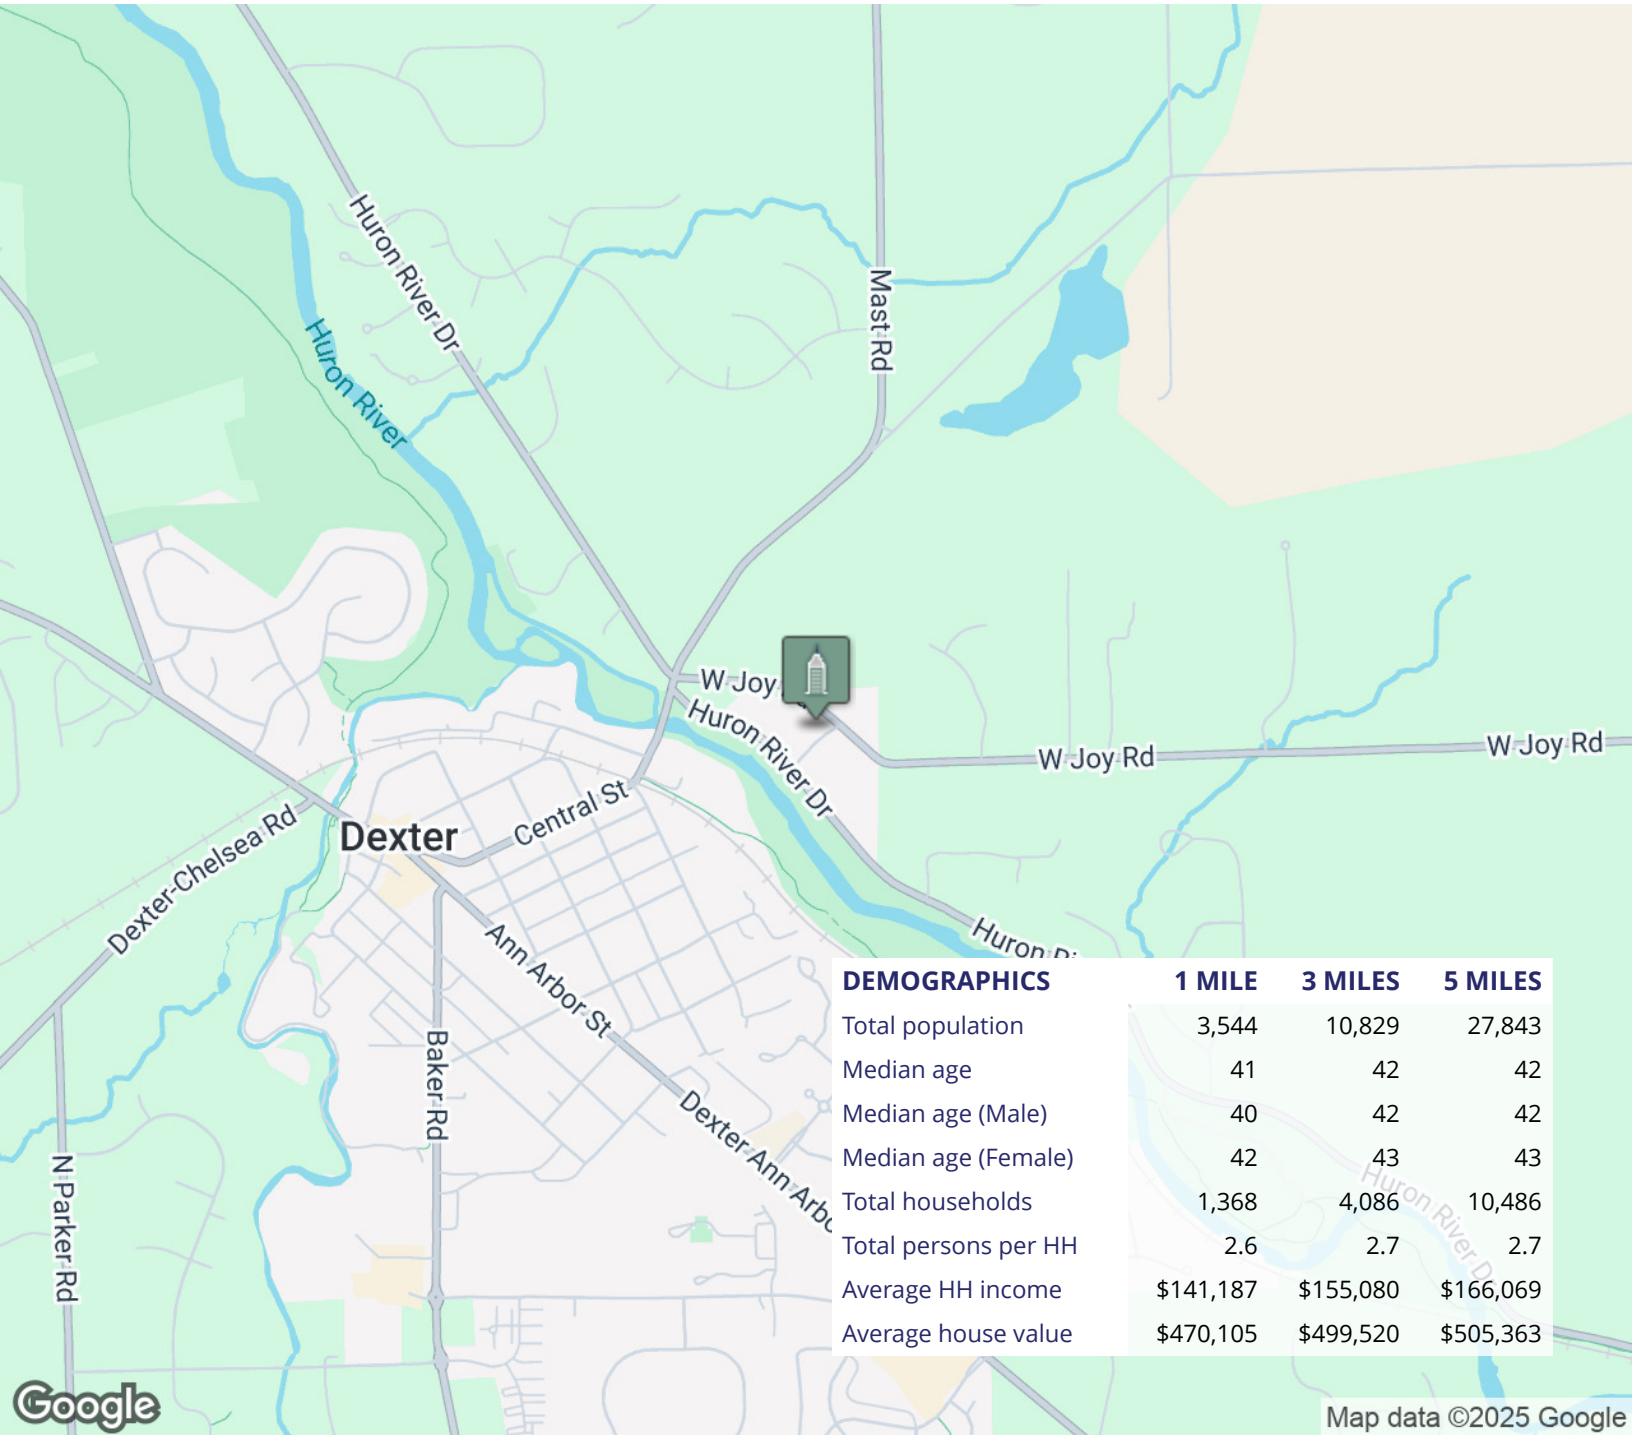 Huron River Dr
Mast Rd
Huron River
W Joy
Huron River Dr
W Joy Rd
W Joy Rd
Central St
Dexter
Dexter-Chelsea Rd
Ann Arbor St
Huron Ri
Baker Rd
Dexter Ann Arbo
N Parker Rd
Huron River Dr
DEMOGRAPHICS 1 MILE 3 MILES 5 MILES
Total population 3,544 10,829 27,843
Median age 41 42 42
Median age (Male) 40 42 42
Median age (Female) 42 43 43
Total households 1,368 4,086 10,486
Total persons per HH 2.6 2.7 2.7
Average HH income $141,187 $155,080 $166,069
Average house value $470,105 $499,520 $505,363
Google
Map data ©2025 Google